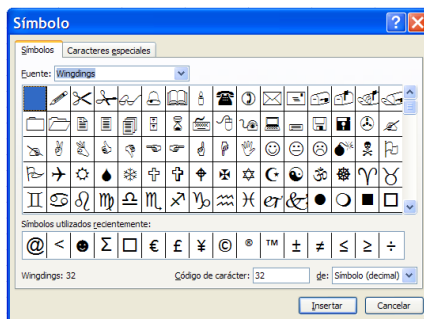 Símbolo
Símbolos Caracteres especiales
Fuente: Wingdings
Símbolos utilizados recientemente:
@ < ☻ Σ □ € £ ¥ © ® ™ ± ≠ ≤ ≥ ÷
Wingdings: 32 Código de carácter: 32 de: Símbolo (decimal)
Insertar Cancelar